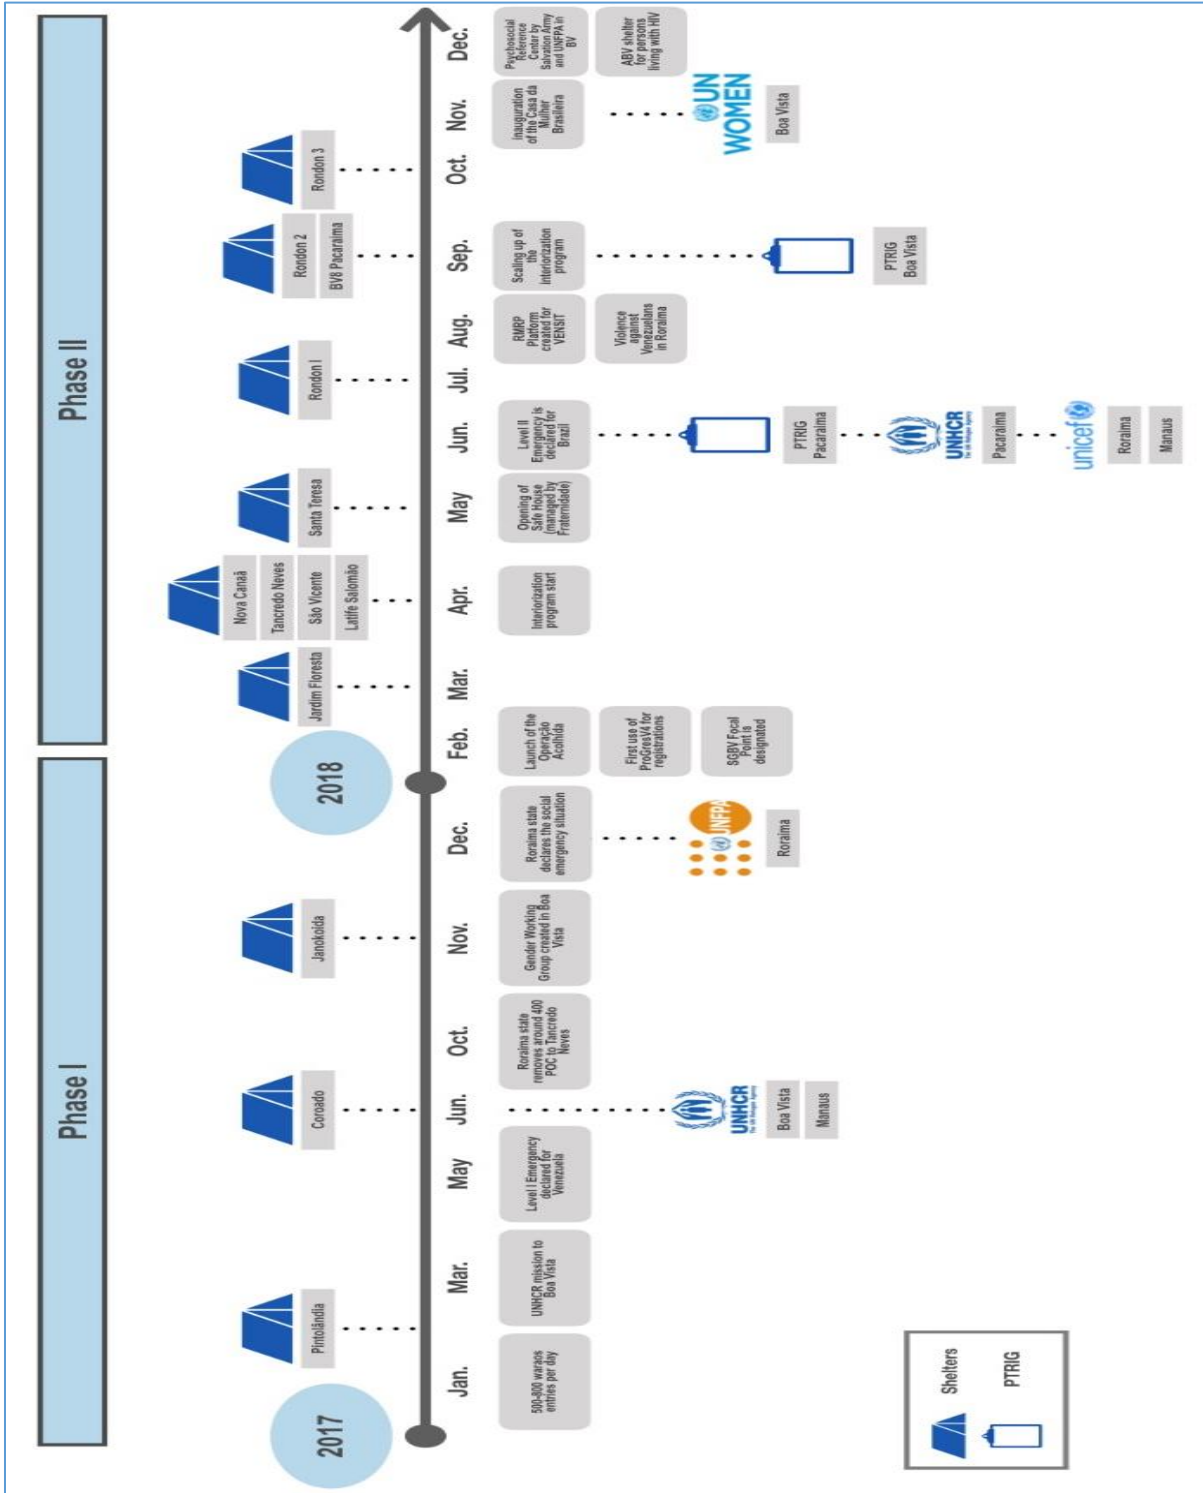 Phase I
Phase II
2017
2018
Pintolândia
Coroado
Janokoida
Jardim Floresta
Nova Canaã
Tancredo Neves
São Vicente
Latife Salomão
Santa Teresa
Rondon I
Rondon 2
BV8 Pacaraima
Rondon 3
Jan.
Mar.
May
Jun.
Oct.
Nov.
Dec.
Feb.
Mar.
Apr.
May
Jun.
Jul.
Aug.
Sep.
Oct.
Nov.
Dec.
500-800 waraos
entries per day
UNHCR mission to
Boa Vista
Level I Emergency
declared for
Venezuela
UNHCR
The UN Refugee Agency
Boa Vista
Manaus
Roraima state
removes around 400
POC to Tancredo
Neves
Gender Working
Group created in Boa
Vista
Roraima state
declares the social
emergency situation
UNFPA
Roraima
Launch of the
Operação
Acolhida
First use of
ProGresV4 for
registrations
SGBV Focal
Point is
designated
Interiorization
program start
Opening of
Safe House
(managed by
Fraternidade)
Level II
Emergency is
declared for
Brazil
PTRIG
Pacaraima
UNHCR
The UN Refugee Agency
Pacaraima
unicef
Roraima
Manaus
RMRP
Platform
created for
VENSIT
Violence
against
Venezuelans
in Roraima
Scaling up of
the
interiorization
program
PTRIG
Boa Vista
inauguration
of the Casa da
Mulher
Brasileira
UN
WOMEN
Boa Vista
Psychosocial
Reference
Center by
Salvation Army
and UNFPA in
BV
ABV shelter
for persons
living with HIV
Shelters
PTRIG